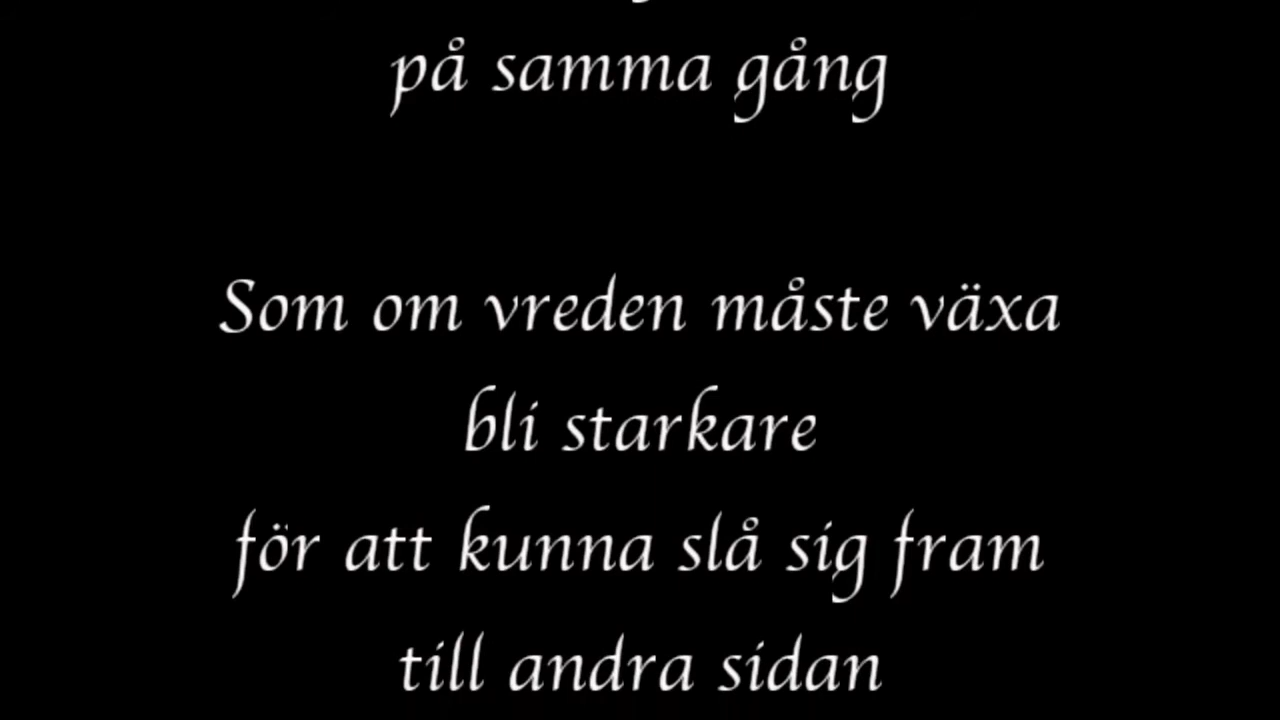 på samma gång
Som om vreden måste växa
bli starkare
för att kunna slå sig fram
till andra sidan